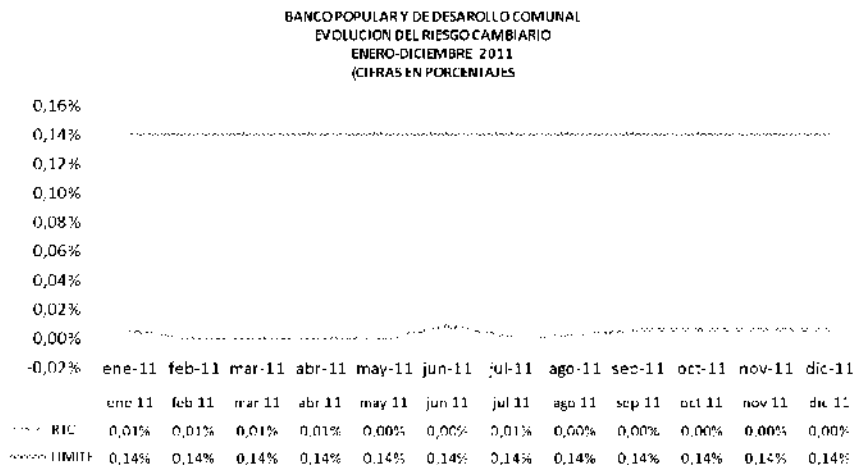 BANCO POPULAR Y DE DESAROLLO COMUNAL
EVOLUCION DEL RIESGO CAMBIARIO
ENERO-DICIEMBRE 2011
(CIFRAS EN PORCENTAJES
0,16%
0,14%
0,12%
0,10%
0,08%
0,06%
0,04%
0,02%
0,00%
-0,02%
ene-11 feb-11 mar-11 abr-11 may-11 jun-11 jul-11 ago-11 sep-11 oct-11 nov-11 dic-11
ene 11 feb 11 mar 11 abr 11 may 11 jun 11 jul 11 ago 11 sep 11 oct 11 nov 11 dic 11
RTC 0,01% 0,01% 0,01% 0,01% 0,00% 0,00% 0,01% 0,00% 0,00% 0,00% 0,00% 0,00%
LIMITE 0,14% 0,14% 0,14% 0,14% 0.14% 0,14% 0,14% 0,14% 0,14% 0,14% 0,14% 0,14%